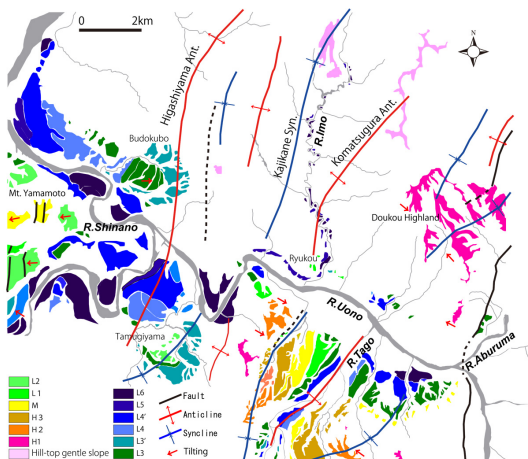 0 2km
N
Higashiyama Ant.
Kajikane Syn.
R.Imo
Komatsugura Ant.
Budokubo
Mt. Yamamoto
R.Shinano
Doukou Highland
Ryukou
R.Uono
Tamugiyama
R.Tago
R.Aburuma
L2
L 1
M
H 3
H 2
H1
Hill-top gentle slope
L6
L5
L4'
L4
L3'
L3
Fault
Anticline
Syncline
Tilting